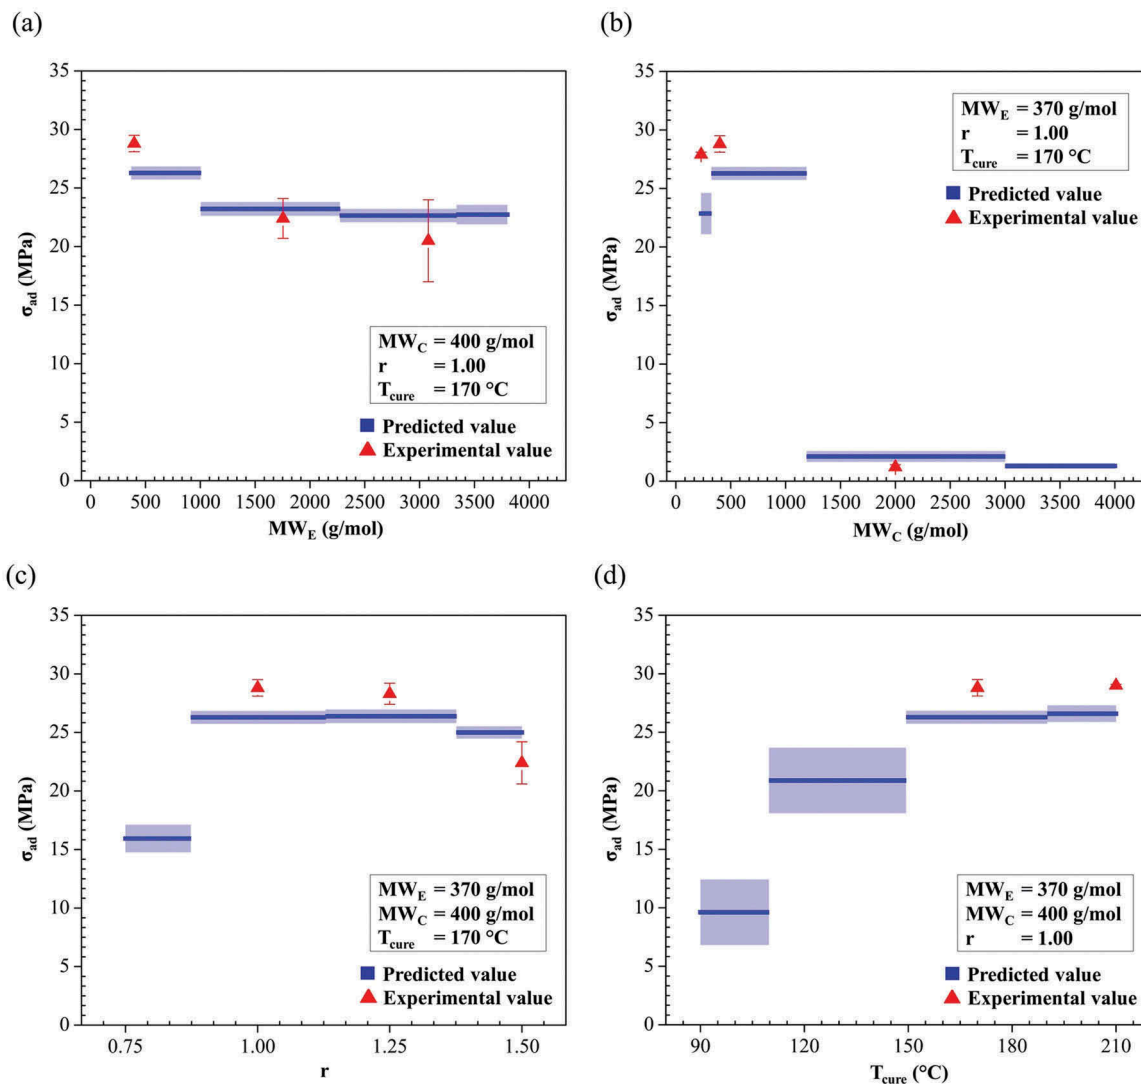 (a)
35
30
25
20
15
10
5
0
σad (MPa)
MWC = 400 g/mol
r = 1.00
Tcure = 170 °C
Predicted value
Experimental value
0 500 1000 1500 2000 2500 3000 3500 4000
MWE (g/mol)
(b)
35
30
25
20
15
10
5
0
σad (MPa)
MWE = 370 g/mol
r = 1.00
Tcure = 170 °C
Predicted value
Experimental value
0 500 1000 1500 2000 2500 3000 3500 4000
MWC (g/mol)
(c)
35
30
25
20
15
10
5
0
σad (MPa)
MWE = 370 g/mol
MWC = 400 g/mol
Tcure = 170 °C
Predicted value
Experimental value
0.75 1.00 1.25 1.50
r
(d)
35
30
25
20
15
10
5
0
σad (MPa)
MWE = 370 g/mol
MWC = 400 g/mol
r = 1.00
Predicted value
Experimental value
90 120 150 180 210
Tcure (°C)